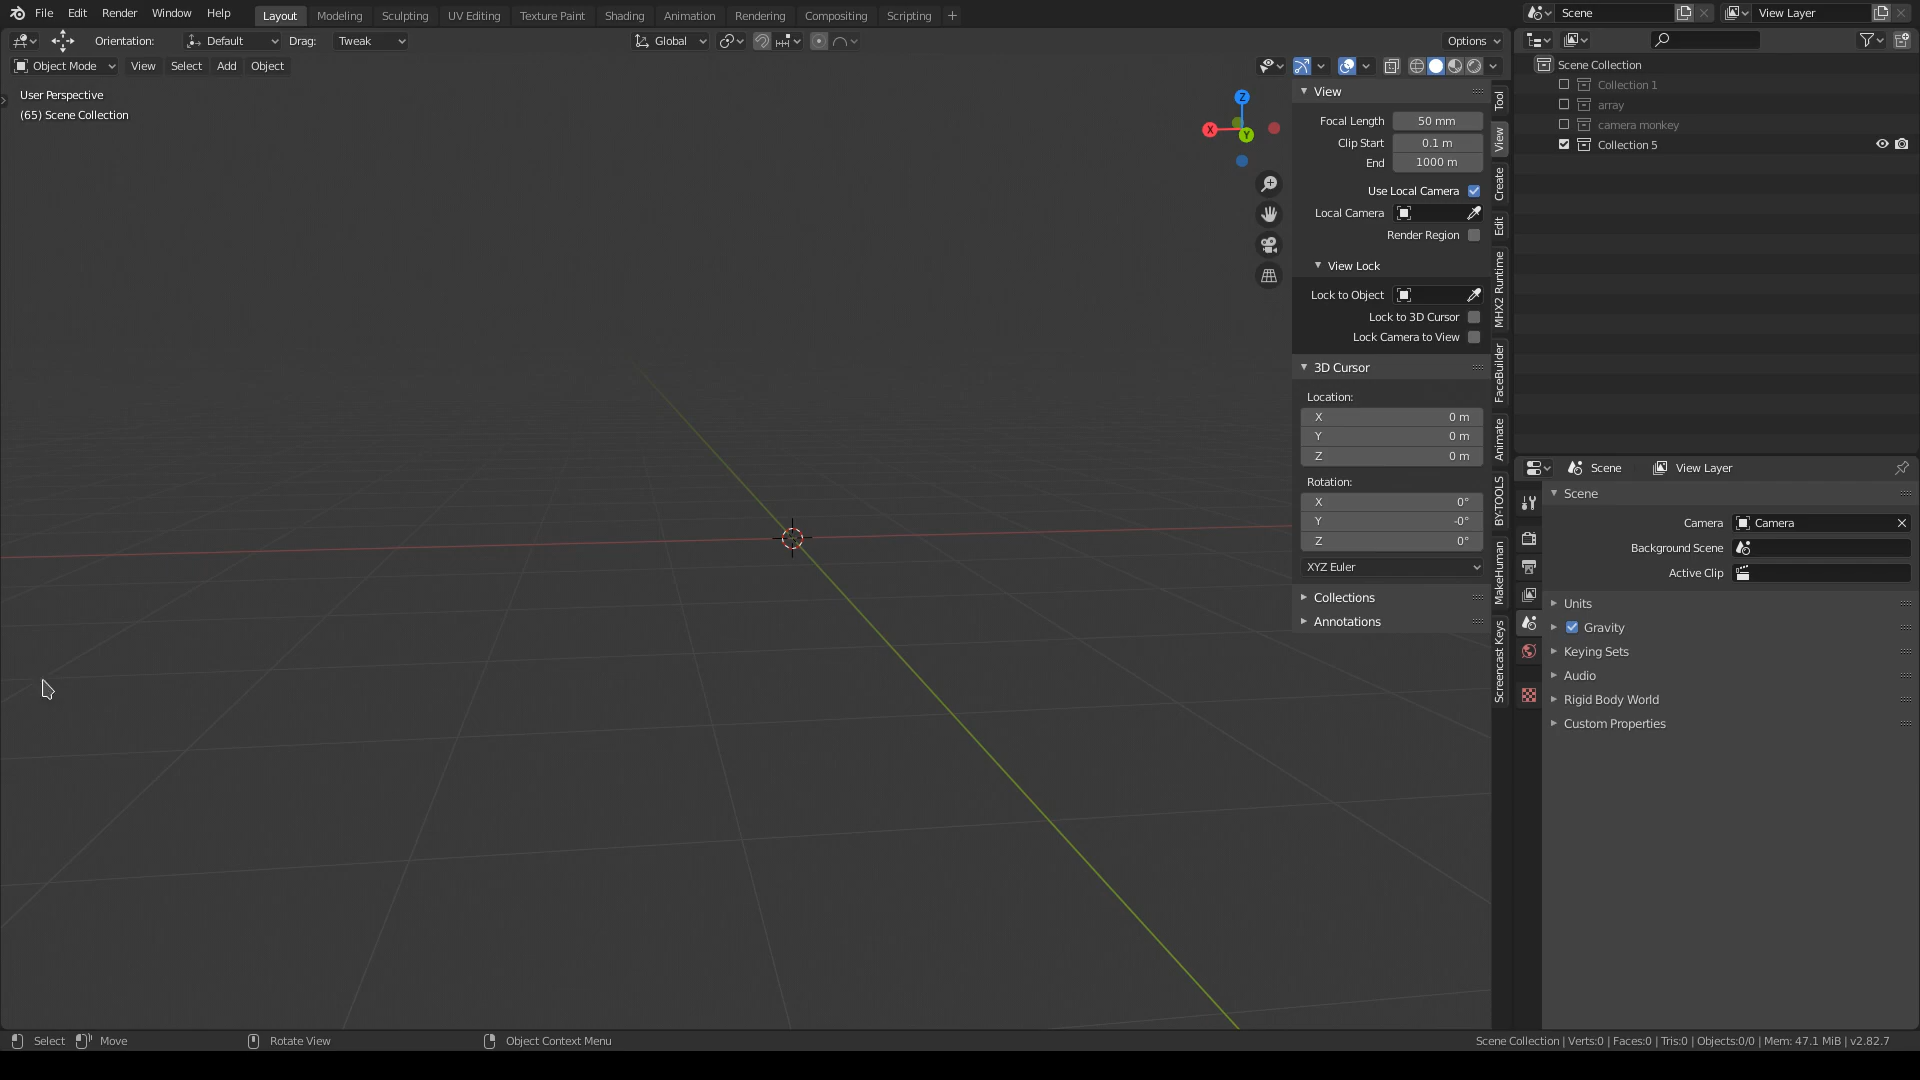 File Edit Render Window Help Layout Modeling Sculpting UV Editing Texture Paint Shading Animation Rendering Compositing Scripting + Scene View Layer
Orientation: Default Drag: Tweak Global Options
Object Mode View Select Add Object
User Perspective
(65) Scene Collection
X
Y
Z
View
Focal Length 50 mm
Clip Start 0.1 m
End 1000 m
Use Local Camera
Local Camera
Render Region
View Lock
Lock to Object
Lock to 3D Cursor
Lock Camera to View
3D Cursor
Location:
X 0 m
Y 0 m
Z 0 m
Rotation:
X 0°
Y -0°
Z 0°
XYZ Euler
Collections
Annotations
Tool
View
Create
Edit
MHX2 Runtime
FaceBuilder
Animate
BY-TOOLS
MakeHuman
Screencast Keys
Scene Collection
Collection 1
array
camera monkey
Collection 5
Scene View Layer
Scene
Camera Camera
Background Scene
Active Clip
Units
Gravity
Keying Sets
Audio
Rigid Body World
Custom Properties
Select Move Rotate View Object Context Menu Scene Collection | Verts:0 | Faces:0 | Tris:0 | Objects:0/0 | Mem: 47.1 MiB | v2.82.7